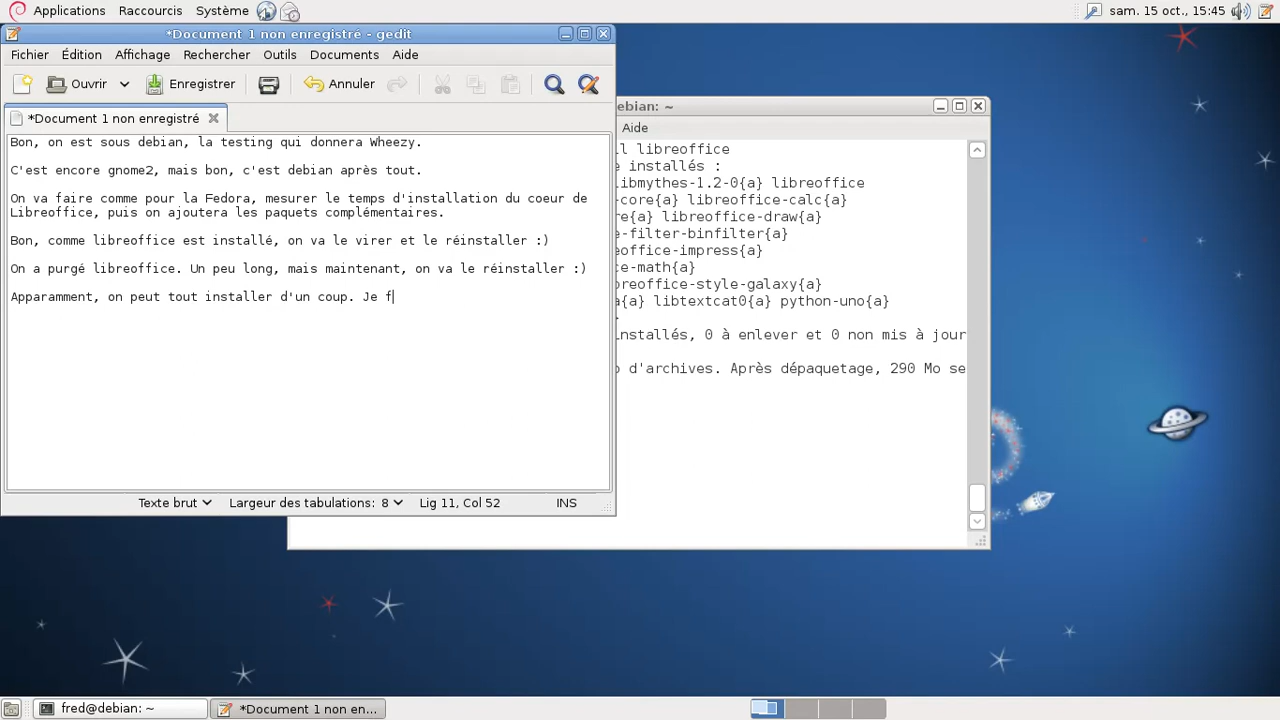 Applications Raccourcis Système sam. 15 oct., 15:45
*Document 1 non enregistré - gedit
Fichier Édition Affichage Rechercher Outils Documents Aide
Ouvrir Enregistrer Annuler
*Document 1 non enregistré
Bon, on est sous debian, la testing qui donnera Wheezy.
C'est encore gnome2, mais bon, c'est debian après tout.
On va faire comme pour la Fedora, mesurer le temps d'installation du coeur de
Libreoffice, puis on ajoutera les paquets complémentaires.
Bon, comme libreoffice est installé, on va le virer et le réinstaller :)
On a purgé libreoffice. Un peu long, mais maintenant, on va le réinstaller :)
Apparamment, on peut tout installer d'un coup. Je f
Texte brut Largeur des tabulations: 8 Lig 11, Col 52 INS
ebian: ~
Aide
ll libreoffice
e installés :
ibmythes-1.2-0{a} libreoffice
-core{a} libreoffice-calc{a}
re{a} libreoffice-draw{a}
e-filter-binfilter{a}
eoffice-impress{a}
ce-math{a}
breoffice-style-galaxy{a}
a{a} libtextcat0{a} python-uno{a}
installés, 0 à enlever et 0 non mis à jour
o d'archives. Après dépaquetage, 290 Mo se
fred@debian: ~ *Document 1 non en...